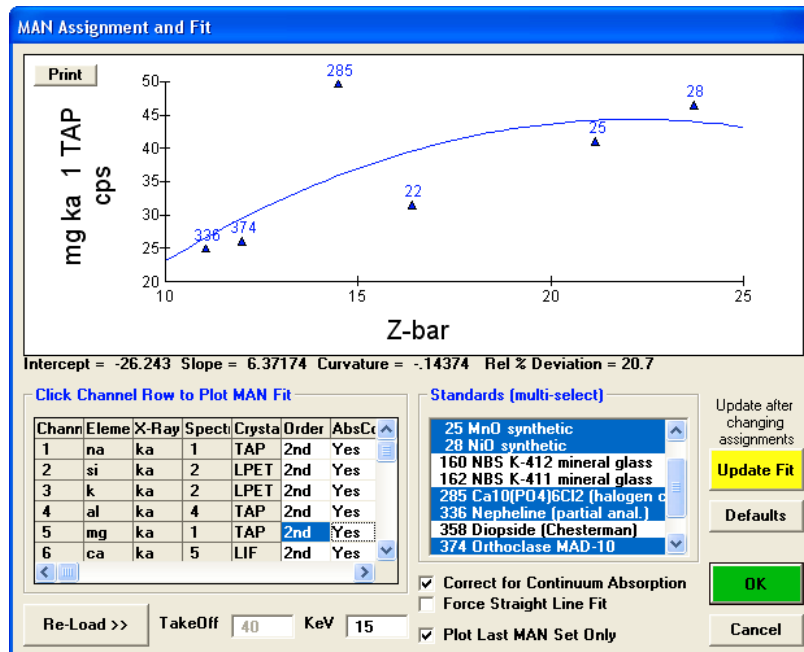 MAN Assignment and Fit
Print
mg ka 1 TAP
cps
50
45
40
35
30
25
20
10
15
20
25
285
28
25
22
336
374
Z-bar
Intercept = -26.243 Slope = 6.37174 Curvature = -.14374 Rel % Deviation = 20.7
Click Channel Row to Plot MAN Fit
Chann Eleme X-Ray Spectr Crysta Order AbsCo
1 na ka 1 TAP 2nd Yes
2 si ka 2 LPET 2nd Yes
3 k ka 2 LPET 2nd Yes
4 al ka 4 TAP 2nd Yes
5 mg ka 1 TAP 2nd Yes
6 ca ka 5 LIF 2nd Yes
Standards (multi-select)
25 MnO synthetic
28 NiO synthetic
160 NBS K-412 mineral glass
162 NBS K-411 mineral glass
285 Ca10(PO4)6Cl2 (halogen c
336 Nepheline (partial anal.)
358 Diopside (Chesterman)
374 Orthoclase MAD-10
Update after
changing
assignments
Update Fit
Defaults
OK
Cancel
Re-Load >>
TakeOff 40 KeV 15
Correct for Continuum Absorption
Force Straight Line Fit
Plot Last MAN Set Only